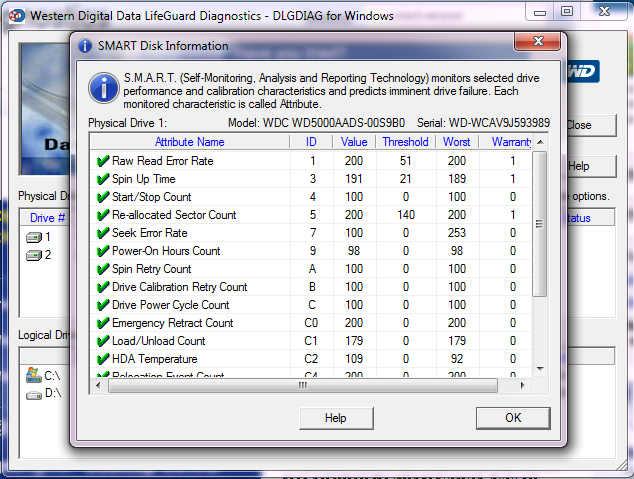 Western Digital Data LifeGuard Diagnostics - DLGDIAG for Windows
SMART Disk Information
S.M.A.R.T. (Self-Monitoring, Analysis and Reporting Technology) monitors selected drive
performance and calibration characteristics and predicts imminent drive failure. Each
monitored characteristic is called Attribute.
Physical Drive 1: Model: WDC WD5000AADS-00S9B0 Serial: WD-WCAV9J593989
Attribute Name ID Value Threshold Worst Warranty
Raw Read Error Rate 1 200 51 200 1
Spin Up Time 3 191 21 189 1
Start/Stop Count 4 100 0 100 0
Re-allocated Sector Count 5 200 140 200 1
Seek Error Rate 7 100 0 253 0
Power-On Hours Count 9 98 0 98 0
Spin Retry Count A 100 0 100 0
Drive Calibration Retry Count B 100 0 100 0
Drive Power Cycle Count C 100 0 100 0
Emergency Retract Count C0 200 0 200 0
Load/Unload Count C1 179 0 179 0
HDA Temperature C2 109 0 92 0
Relocation Event Count C4 200 0 200 0
Help OK
WD
Da
Close
Help
Physical Dr
e options.
Drive #
Status
1
2
Logical Driv
C:\
D:\